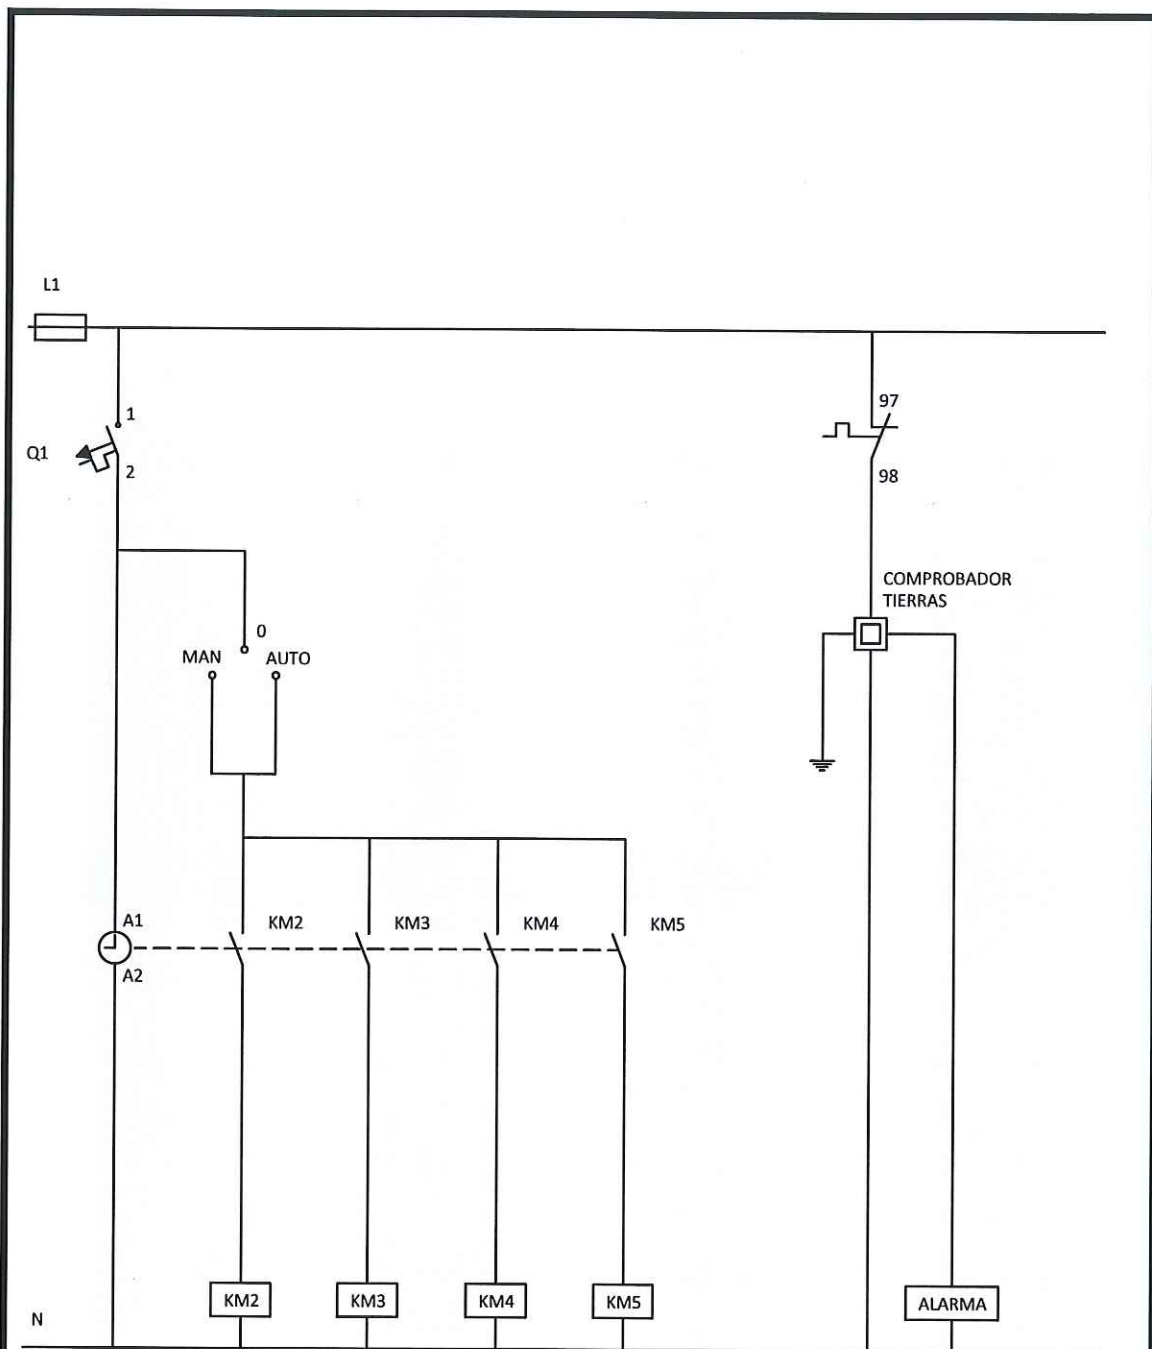 L1
1
Q1
2
97
98
COMPROBADOR
TIERRAS
0
MAN
AUTO
A1
KM2
KM3
KM4
KM5
A2
KM2
KM3
KM4
KM5
ALARMA
N